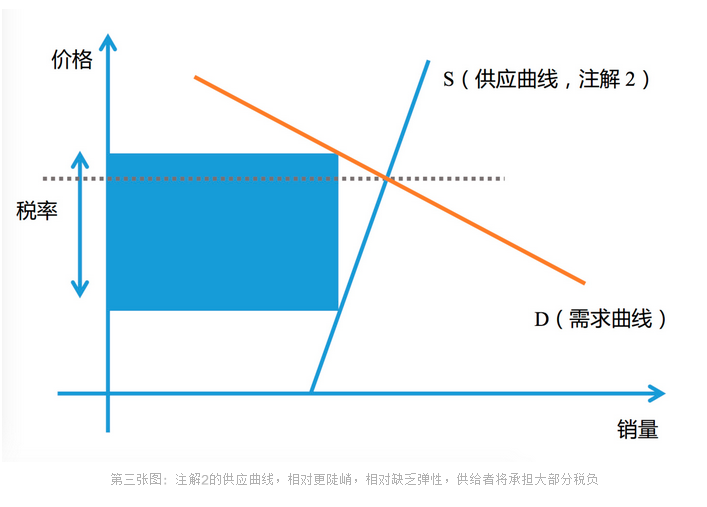 价格
S（供应曲线，注解 2）
税率
D（需求曲线）
销量
第三张图：注解2的供应曲线，相对更陡峭，相对缺乏弹性，供给者将承担大部分税负